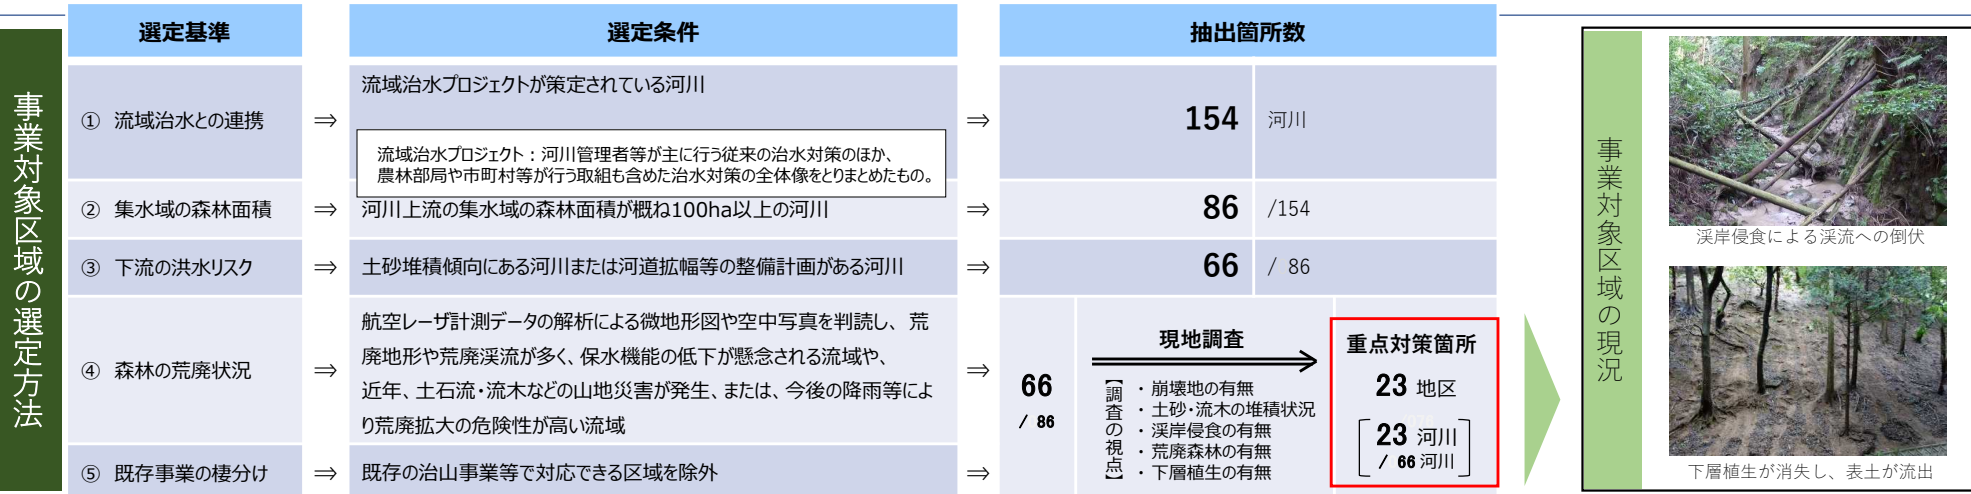 事業対象区域の選定方法
選定基準
選定条件
抽出箇所数
① 流域治水との連携
⇒
流域治水プロジェクトが策定されている河川
流域治水プロジェクト：河川管理者等が主に行う従来の治水対策のほか、
農林部局や市町村等が行う取組も含めた治水対策の全体像をとりまとめたもの。
⇒
154 河川
② 集水域の森林面積
⇒
河川上流の集水域の森林面積が概ね100ha以上の河川
⇒
86 /154
③ 下流の洪水リスク
⇒
土砂堆積傾向にある河川または河道拡幅等の整備計画がある河川
⇒
66 / 86
④ 森林の荒廃状況
⇒
航空レーザ計測データの解析による微地形図や空中写真を判読し、荒
廃地形や荒廃渓流が多く、保水機能の低下が懸念される流域や、
近年、土石流・流木などの山地災害が発生、または、今後の降雨等によ
り荒廃拡大の危険性が高い流域
⇒
66
/ 86
現地調査
【調査の視点】
・崩壊地の有無
・土砂・流木の堆積状況
・渓岸侵食の有無
・荒廃森林の有無
・下層植生の有無
重点対策箇所
23 地区
23 河川
/ 66 河川
⑤ 既存事業の棲分け
⇒
既存の治山事業等で対応できる区域を除外
⇒
事業対象区域の現況
渓岸侵食による渓流への倒伏
下層植生が消失し、表土が流出